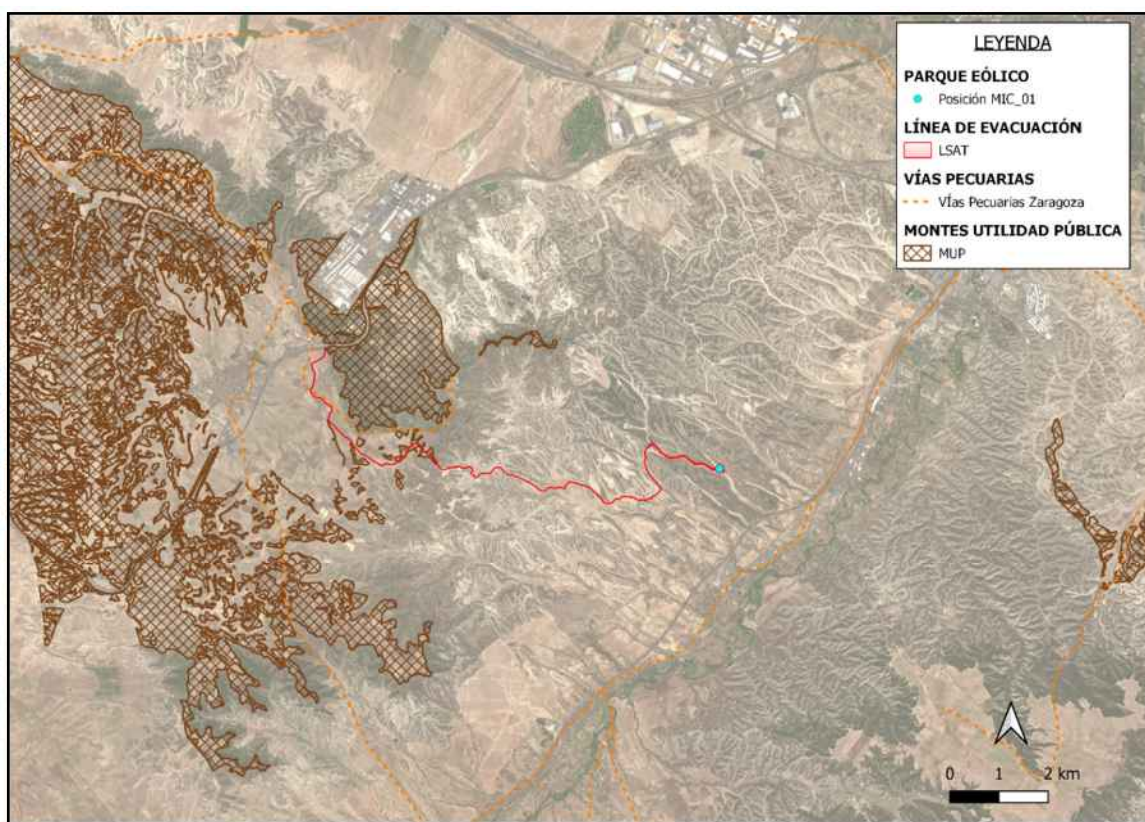 LEYENDA
PARQUE EÓLICO
Posición MIC_01
LÍNEA DE EVACUACIÓN
LSAT
VÍAS PECUARIAS
VÍas Pecuarias Zaragoza
MONTES UTILIDAD PÚBLICA
MUP
0 1 2 km